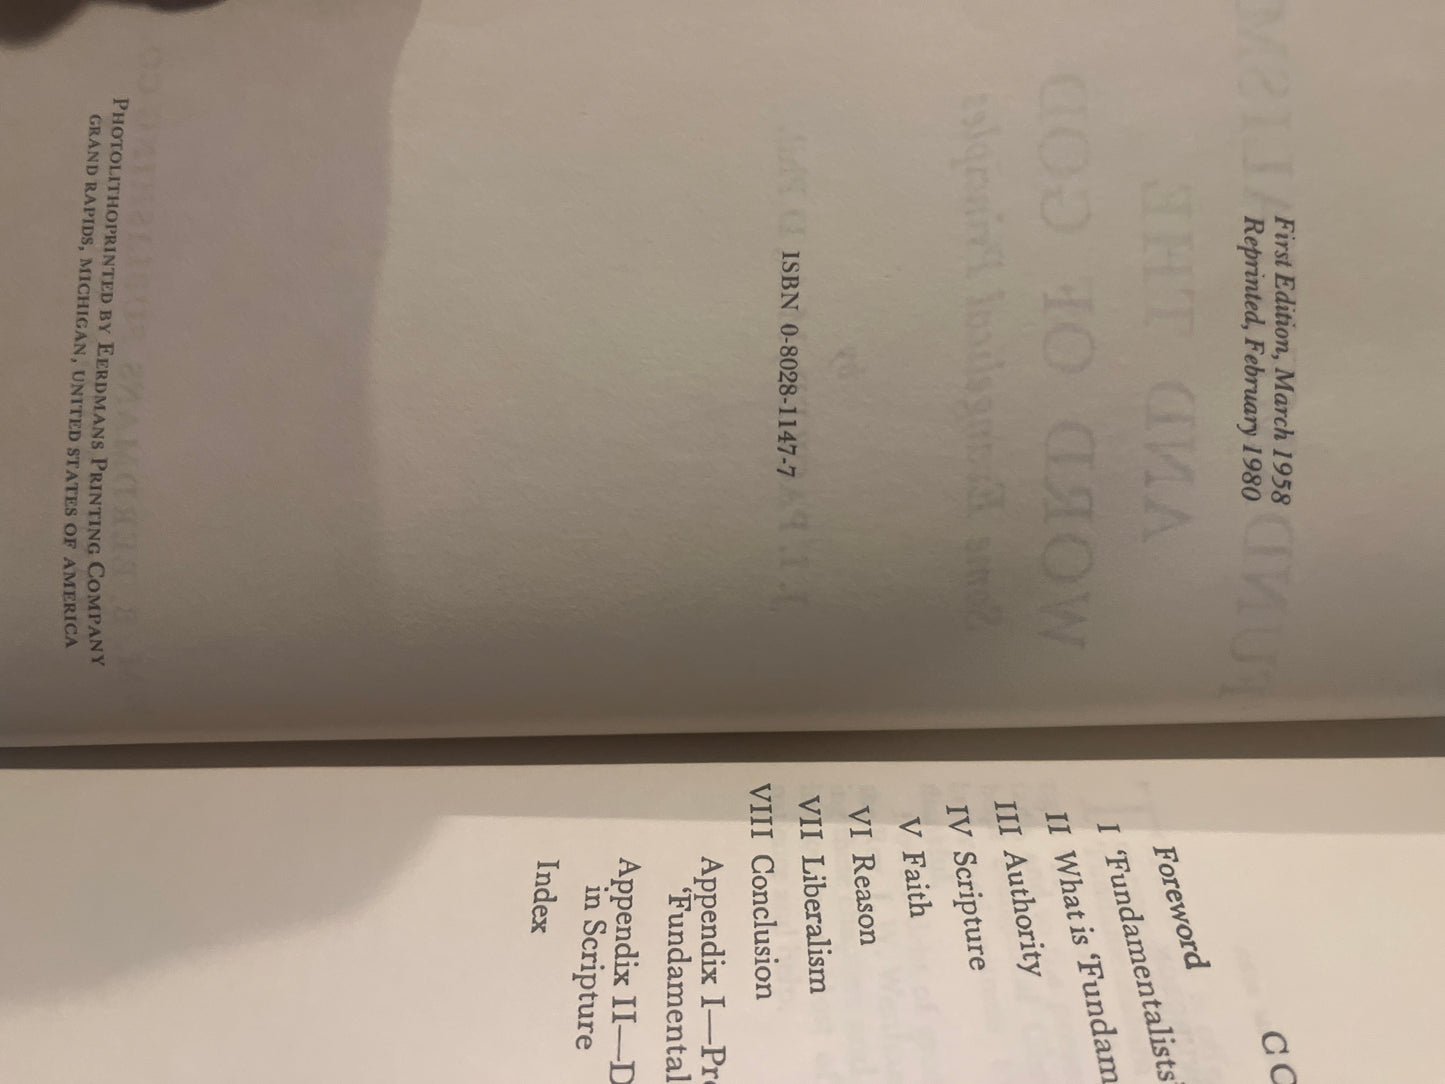 First Edition, March 1958
Reprinted, February 1980
ISBN 0-8028-1147-7
PHOTOLITHOPRINTED BY EERDMANS PRINTING COMPANY
GRAND RAPIDS, MICHIGAN, UNITED STATES OF AMERICA
Foreword
I 'Fundamentalists'
II What is 'Fundam
III Authority
IV Scripture
V Faith
VI Reason
VII Liberalism
VIII Conclusion
Appendix I—Pr
'Fundamental
Appendix II—D
in Scripture
Index